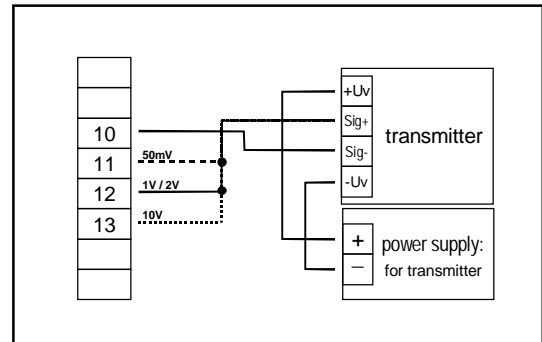 10
11
12
13
50mV
1V / 2V
10V
+Uv
Sig+
Sig-
-Uv
transmitter
+
−
power supply:
for transmitter